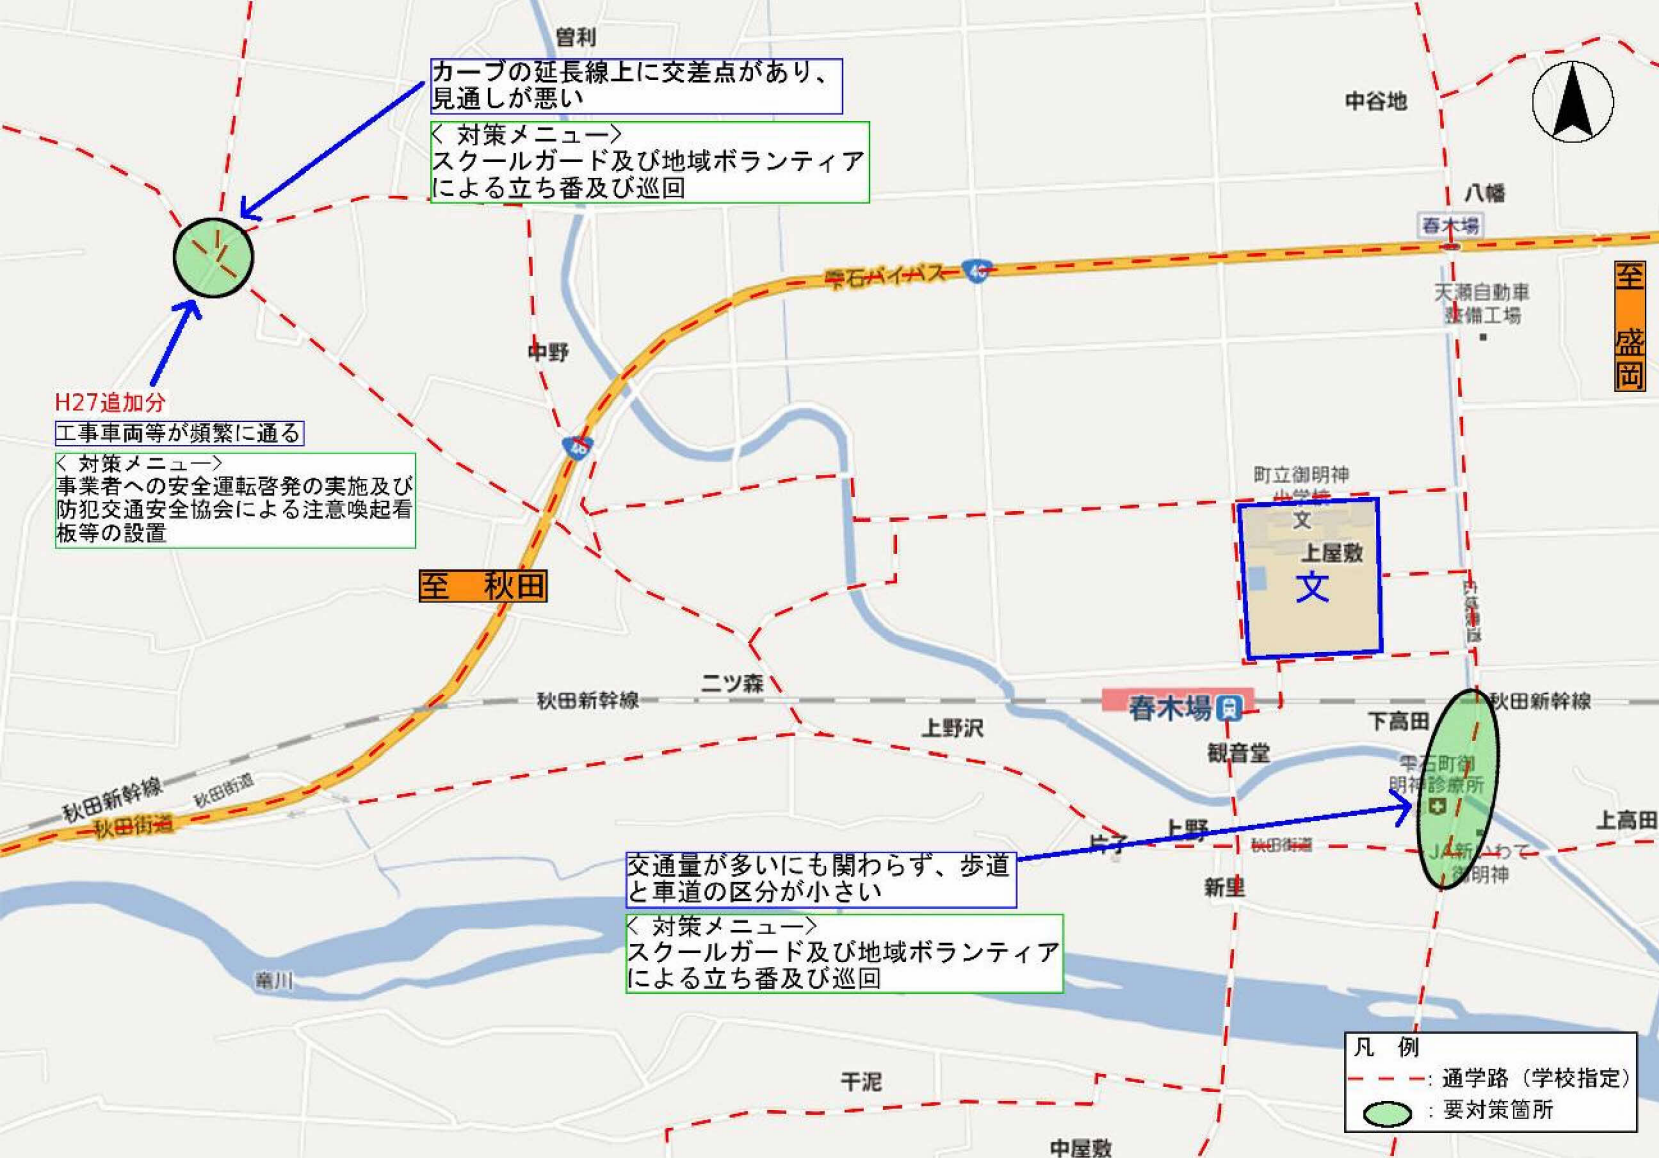 曽利
カーブの延長線上に交差点があり、
見通しが悪い
< 対策メニュー>
スクールガード及び地域ボランティア
による立ち番及び巡回
中谷地
八幡
春木場
雫石バイパス
46
天瀬自動車
整備工場
至 盛岡
中野
H27追加分
工事車両等が頻繁に通る
< 対策メニュー>
事業者への安全運転啓発の実施及び
防犯交通安全協会による注意喚起看
板等の設置
46
町立御明神
小学校
文
上屋敷
文
至 秋田
二ツ森
秋田新幹線
春木場
秋田新幹線
上野沢
下高田
観音堂
雫石町御
明神診療所
秋田新幹線
秋田街道
秋田街道
上野
片子
秋田街道
上高田
JA新いわて
御明神
新里
交通量が多いにも関わらず、歩道
と車道の区分が小さい
< 対策メニュー>
スクールガード及び地域ボランティア
による立ち番及び巡回
竜川
干泥
中屋敷
凡 例
: 通学路（学校指定）
: 要対策箇所